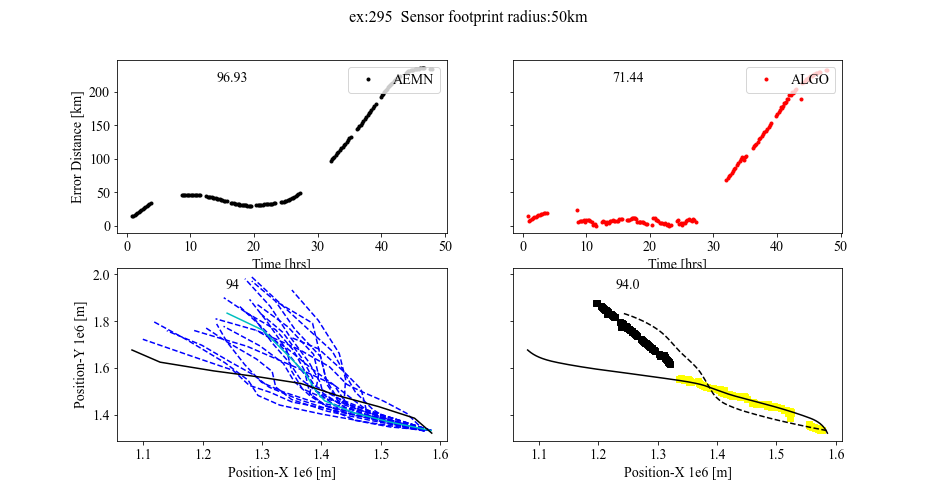 ex:295 Sensor footprint radius:50km
96.93
AEMN
71.44
ALGO
Error Distance [km]
200
150
100
50
0
0 10 20 30 40 50
0 10 20 30 40 50
Time [hrs]
Time [hrs]
94
94.0
Position-Y 1e6 [m]
2.0
1.8
1.6
1.4
1.1 1.2 1.3 1.4 1.5 1.6
1.1 1.2 1.3 1.4 1.5 1.6
Position-X 1e6 [m]
Position-X 1e6 [m]